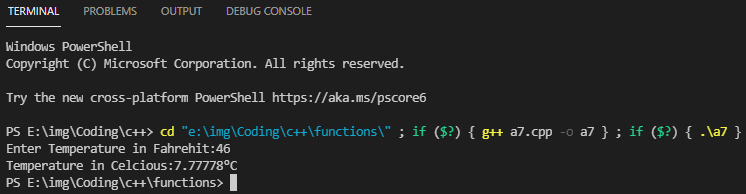 TERMINAL PROBLEMS OUTPUT DEBUG CONSOLE
Windows PowerShell
Copyright (C) Microsoft Corporation. All rights reserved.
Try the new cross-platform PowerShell https://aka.ms/pscore6
PS E:\img\Coding\c++> cd "e:\img\Coding\c++\functions\" ; if ($?) { g++ a7.cpp -o a7 } ; if ($?) { .\a7 }
Enter Temperature in Fahrehit:46
Temperature in Celcious:7.77778°C
PS E:\img\Coding\c++\functions>